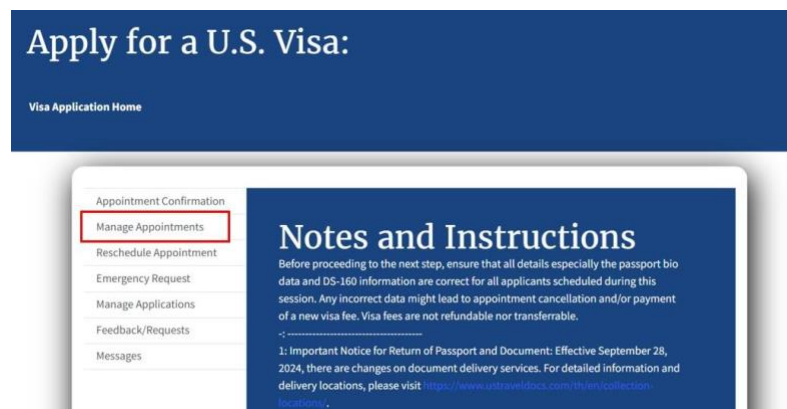 Apply for a U.S. Visa:
Visa Application Home
Appointment Confirmation
Manage Appointments
Reschedule Appointment
Emergency Request
Manage Applications
Feedback/Requests
Messages
Notes and Instructions
Before proceeding to the next step, ensure that all details especially the passport bio
data and DS-160 information are correct for all applicants scheduled during this
session. Any incorrect data might lead to appointment cancellation and/or payment
of a new visa fee. Visa fees are not refundable nor transferrable.
-: --------------------------------------
1: Important Notice for Return of Passport and Document: Effective September 28,
2024, there are changes on document delivery services. For detailed information and
delivery locations, please visit https://www.ustraveldocs.com/th/en/collection-
locations/.